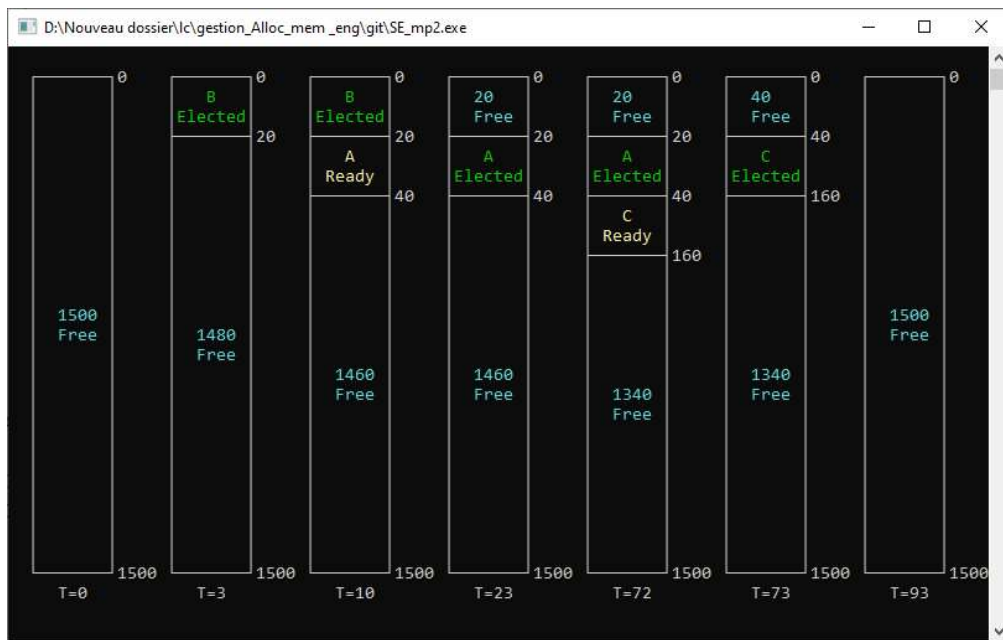 D:\Nouveau dossier\lc\gestion_Alloc_mem _eng\git\SE_mp2.exe
0 0 0 0 0 0 0
B B 20 20 40
Elected Elected Free Free Free
20 20 20 20 40
A A A C
Ready Elected Elected Elected
40 40 40 160
C
Ready
160
1500 1500
Free 1480 Free
Free
1460 1460 1340
Free Free 1340 Free
Free
1500 1500 1500 1500 1500 1500 1500
T=0 T=3 T=10 T=23 T=72 T=73 T=93